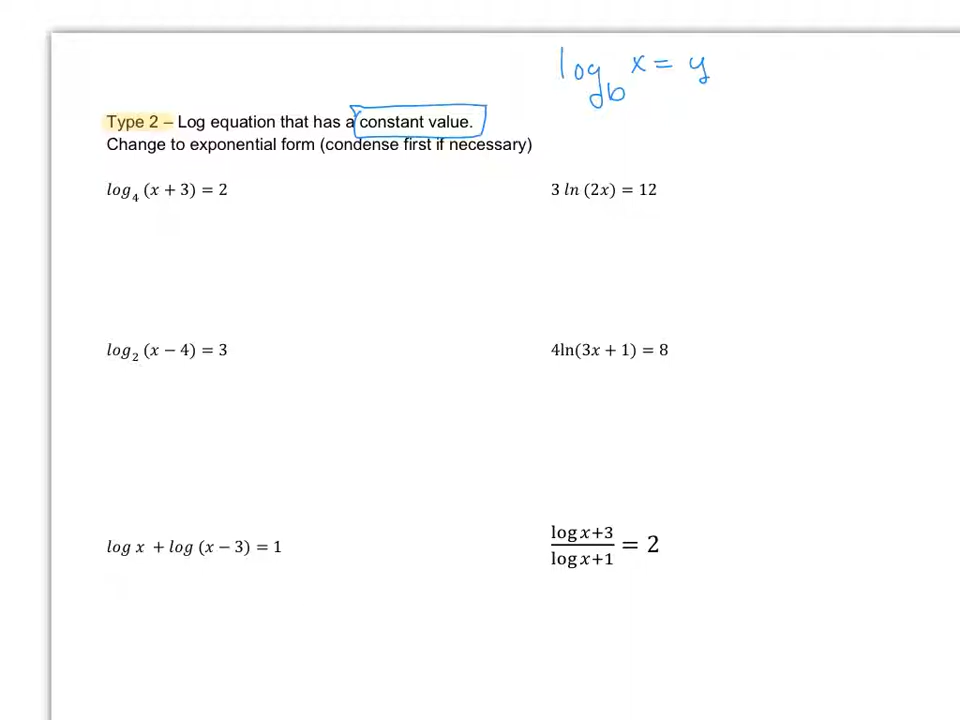 log_b x = y
Type 2 – Log equation that has a constant value.
Change to exponential form (condense first if necessary)
log₄ (x + 3) = 2
3 ln (2x) = 12
log₂ (x − 4) = 3
4ln(3x + 1) = 8
log x + log (x − 3) = 1
log x+3
log x+1 = 2